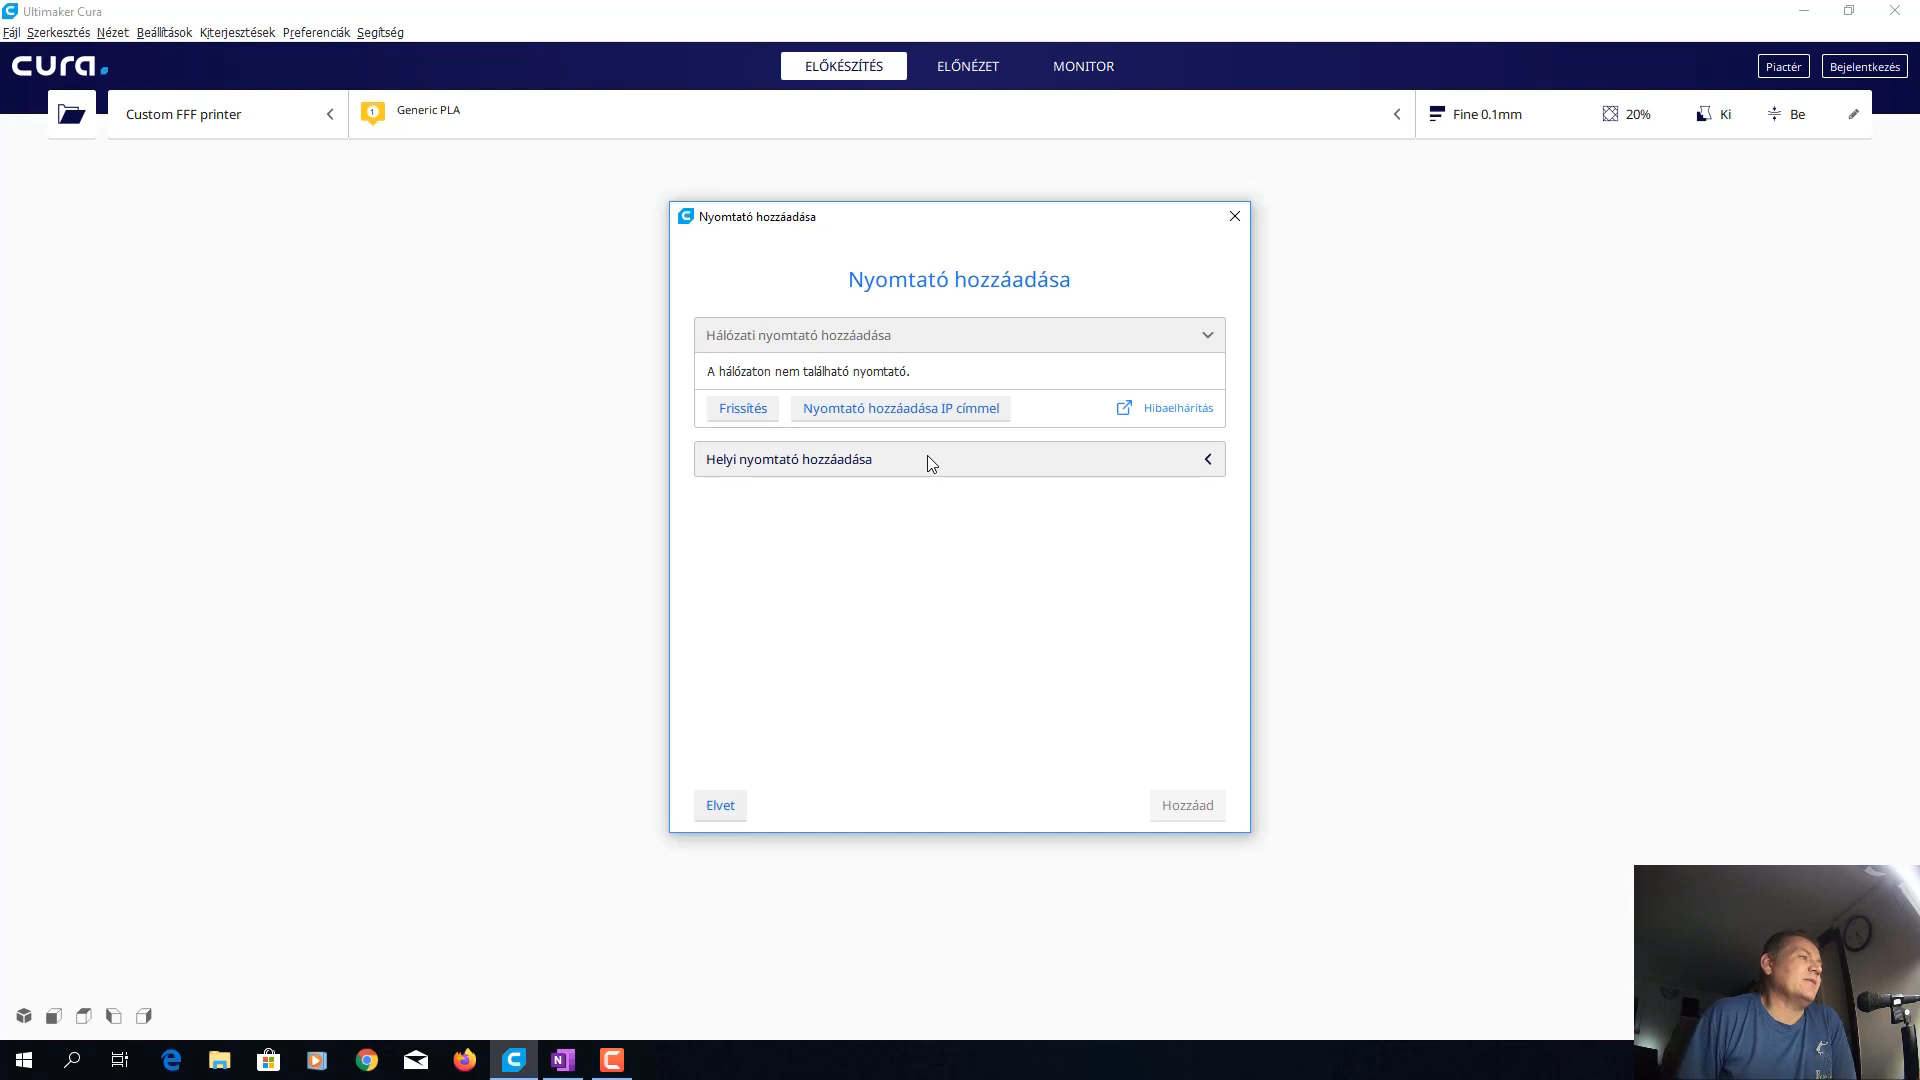 Ultimaker Cura
Fájl Szerkesztés Nézet Beállítások Kiterjesztések Preferenciák Segítség
cura.
ELŐKÉSZÍTÉS
ELŐNÉZET
MONITOR
Piactér
Bejelentkezés
Custom FFF printer
1
Generic PLA
Fine 0.1mm
20%
Ki
Be
Nyomtató hozzáadása
Nyomtató hozzáadása
Hálózati nyomtató hozzáadása
A hálózaton nem található nyomtató.
Frissítés
Nyomtató hozzáadása IP címmel
Hibaelhárítás
Helyi nyomtató hozzáadása
Elvet
Hozzáad